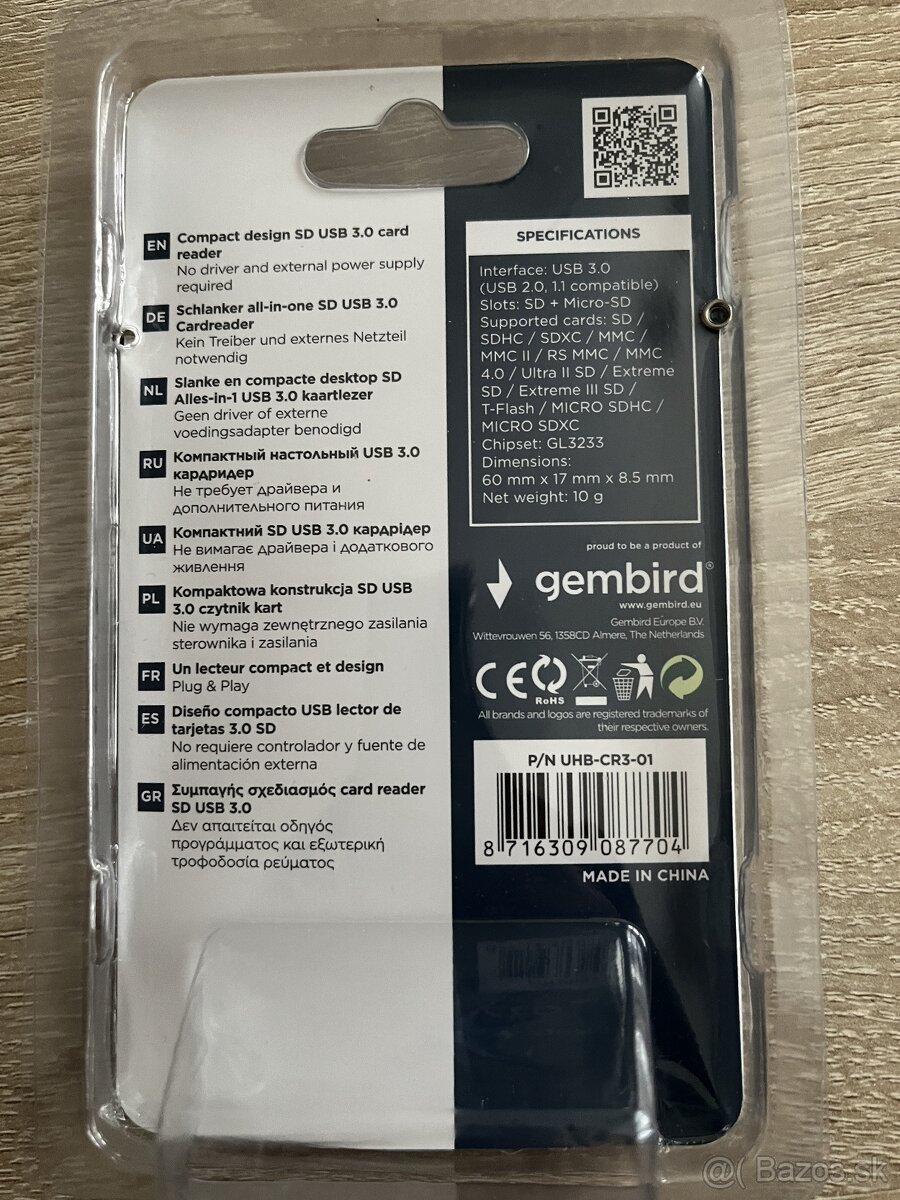 EN
Compact design SD USB 3.0 card
reader
No driver and external power supply
required
DE
Schlanker all-in-one SD USB 3.0
Cardreader
Kein Treiber und externes Netzteil
notwendig
NL
Slanke en compacte desktop SD
Alles-in-1 USB 3.0 kaartlezer
Geen driver of externe
voedingsadapter benodigd
RU
Компактный настольный USB 3.0
кардридер
Не требует драйвера и
дополнительного питания
UA
Компактний SD USB 3.0 кардрідер
Не вимагає драйвера і додаткового
живлення
PL
Kompaktowa konstrukcja SD USB
3.0 czytnik kart
Nie wymaga zewnętrznego zasilania
sterownika i zasilania
FR
Un lecteur compact et design
Plug & Play
ES
Diseño compacto USB lector de
tarjetas 3.0 SD
No requiere controlador y fuente de
alimentación externa
GR
Συμπαγής σχεδιασμός card reader
SD USB 3.0
Δεν απαιτείται οδηγός
προγράμματος και εξωτερική
τροφοδοσία ρεύματος
SPECIFICATIONS
Interface: USB 3.0
(USB 2.0, 1.1 compatible)
Slots: SD + Micro-SD
Supported cards: SD /
SDHC / SDXC / MMC /
MMC II / RS MMC / MMC
4.0 / Ultra II SD / Extreme
SD / Extreme III SD /
T-Flash / MICRO SDHC /
MICRO SDXC
Chipset: GL3233
Dimensions:
60 mm x 17 mm x 8.5 mm
Net weight: 10 g
proud to be a product of
gembird®
www.gembird.eu
Gembird Europe B.V.
Wittevrouwen 56, 1358CD Almere, The Netherlands
CE
RoHS
All brands and logos are registered trademarks of
their respective owners.
P/N UHB-CR3-01
8 716309 087704
MADE IN CHINA
@( Bazos.sk